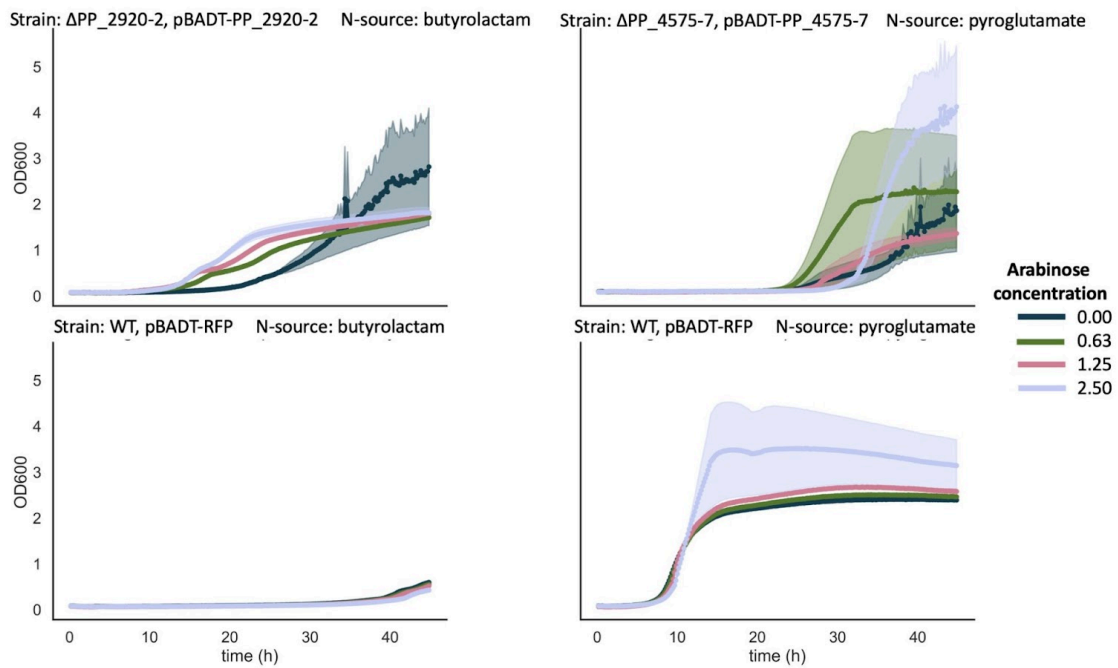 Strain: ΔPP_2920-2, pBADT-PP_2920-2 N-source: butyrolactam
Strain: ΔPP_4575-7, pBADT-PP_4575-7 N-source: pyroglutamate
5
4
3
2
1
0
OD600
Arabinose
concentration
0.00
0.63
1.25
2.50
Strain: WT, pBADT-RFP N-source: butyrolactam
Strain: WT, pBADT-RFP N-source: pyroglutamate
5
4
3
2
1
0
OD600
0 10 20 30 40
time (h)
0 10 20 30 40
time (h)